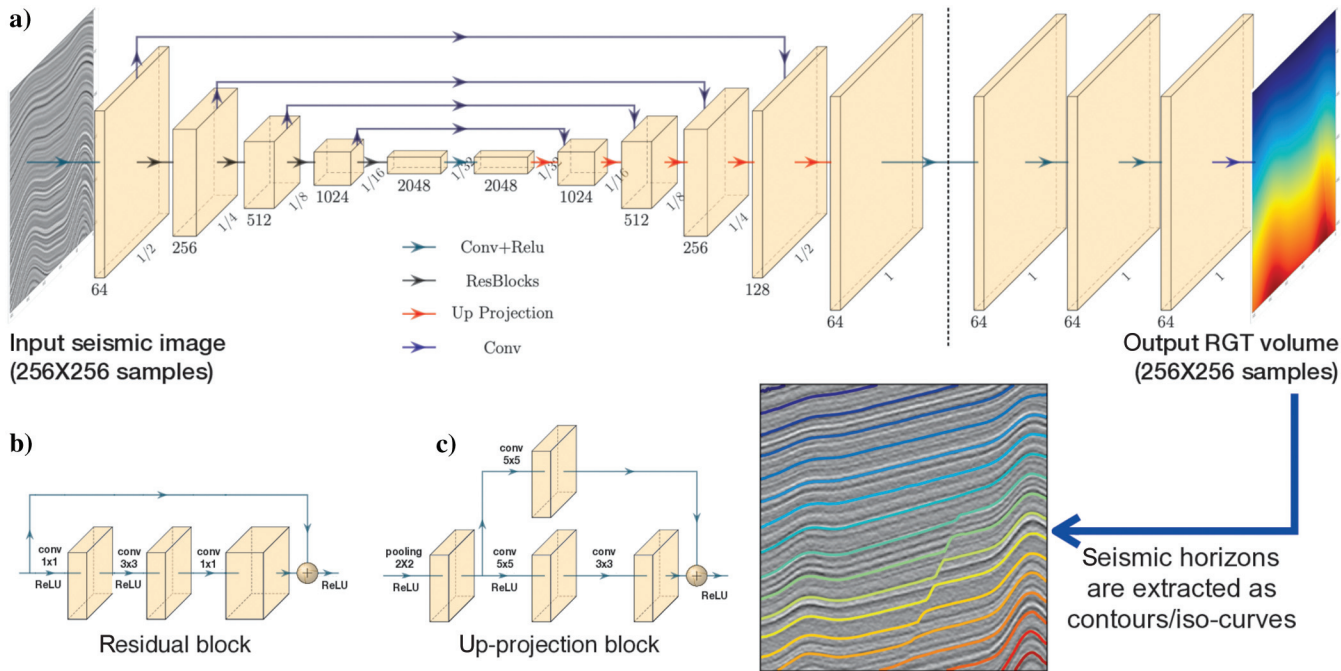 a)
64
1/2
256
1/4
512
1/8
1024
1/16
2048
1/32
2048
1/32
1024
1/16
512
1/8
256
1/4
128
1/2
64
1
64
1
64
1
64
Conv+Relu
ResBlocks
Up Projection
Conv
Input seismic image
(256X256 samples)
Output RGT volume
(256X256 samples)
b)
conv
1x1
ReLU
conv
3x3
ReLU
conv
1x1
ReLU
Residual block
c)
pooling
2X2
ReLU
conv
5x5
conv
5x5
ReLU
conv
3x3
ReLU
Up-projection block
Seismic horizons
are extracted as
contours/iso-curves